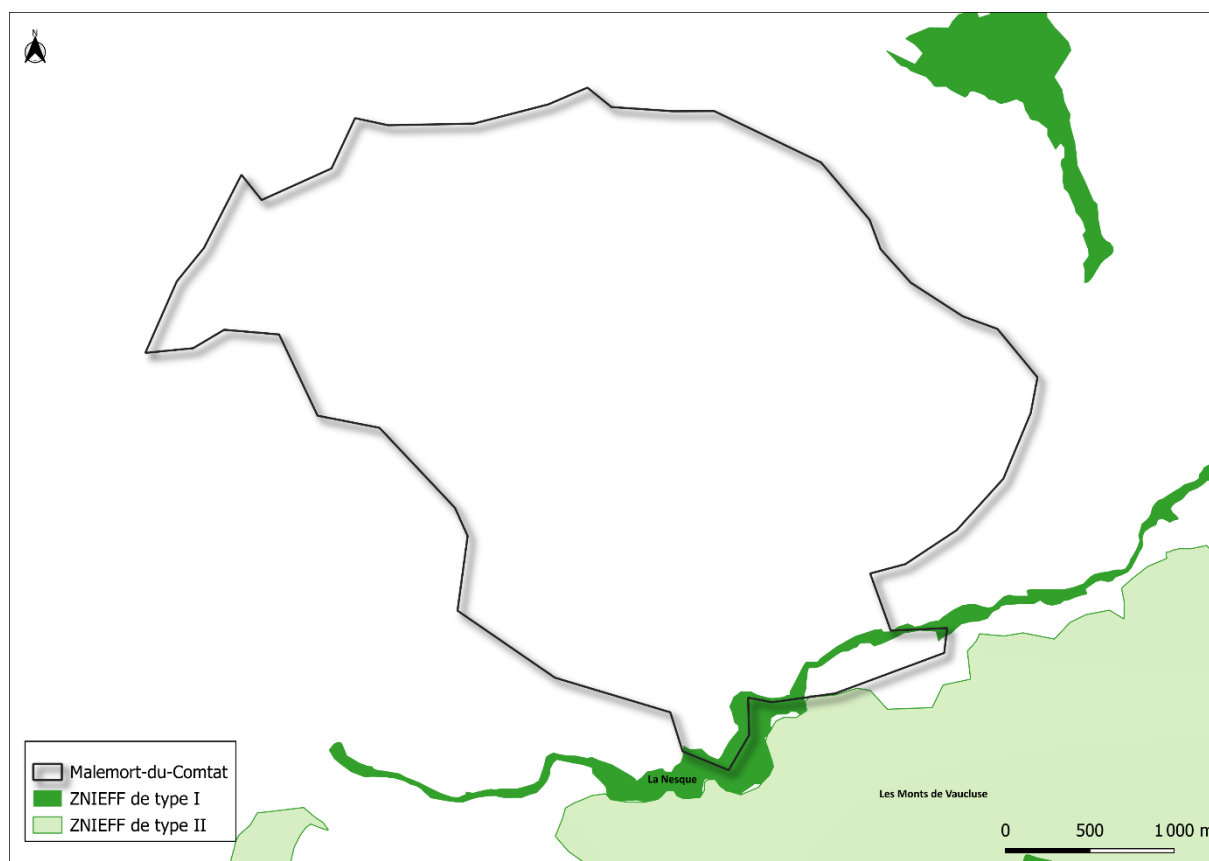 N
La Nesque
Les Monts de Vaucluse
Malemort-du-Comtat
ZNIEFF de type I
ZNIEFF de type II
0 500 1 000 m